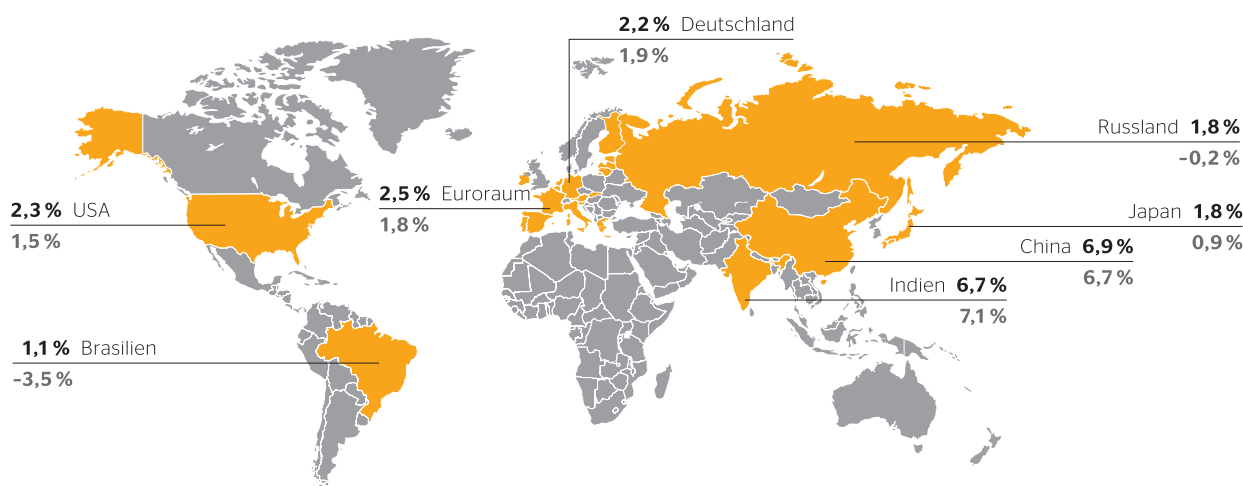 2,2 % Deutschland
1,9 %
Russland 1,8 %
–0,2 %
2,5 % Euroraum
1,8 %
2,3 % USA
1,5 %
Japan 1,8 %
0,9 %
China 6,9 %
6,7 %
Indien 6,7 %
7,1 %
1,1 % Brasilien
–3,5 %